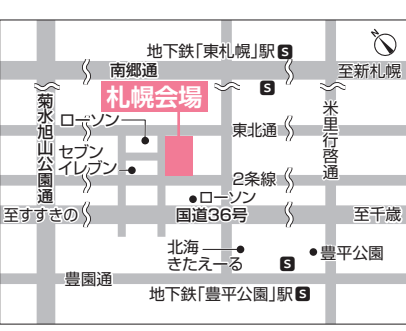 地下鉄「東札幌」駅S
南郷通
至新札幌
S
札幌会場
菊水旭山公園通
ローソン
東北通
米里行啓通
セブン
イレブン
2条線
ローソン
至すすきの
国道36号
至千歳
北海
きたえーる
豊平公園
S
豊園通
地下鉄「豊平公園」駅S